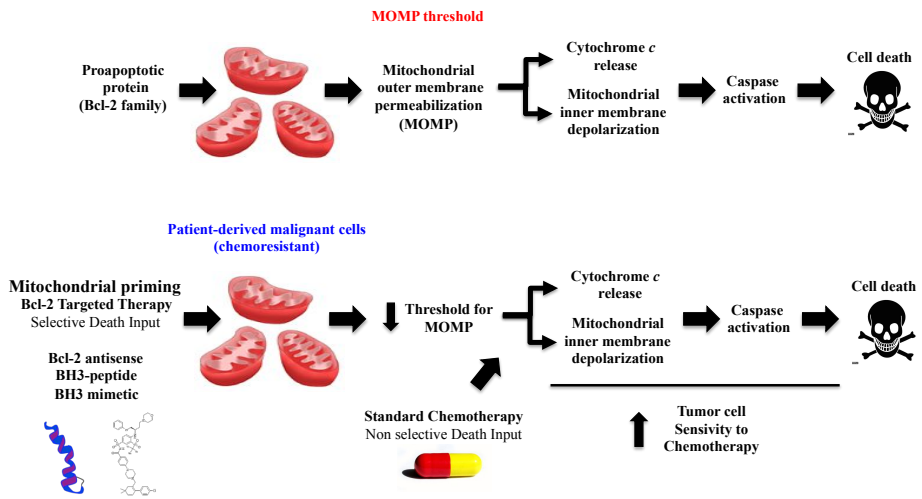 MOMP threshold
Proapoptotic
protein
(Bcl-2 family)
Mitochondrial
outer membrane
permeabilization
(MOMP)
Cytochrome c
release
Mitochondrial
inner membrane
depolarization
Caspase
activation
Cell death
Patient-derived malignant cells
(chemoresistant)
Mitochondrial priming
Bcl-2 Targeted Therapy
Selective Death Input
Bcl-2 antisense
BH3-peptide
BH3 mimetic
Threshold for
MOMP
Standard Chemotherapy
Non selective Death Input
Cytochrome c
release
Mitochondrial
inner membrane
depolarization
Caspase
activation
Cell death
Tumor cell
Sensivity to
Chemotherapy